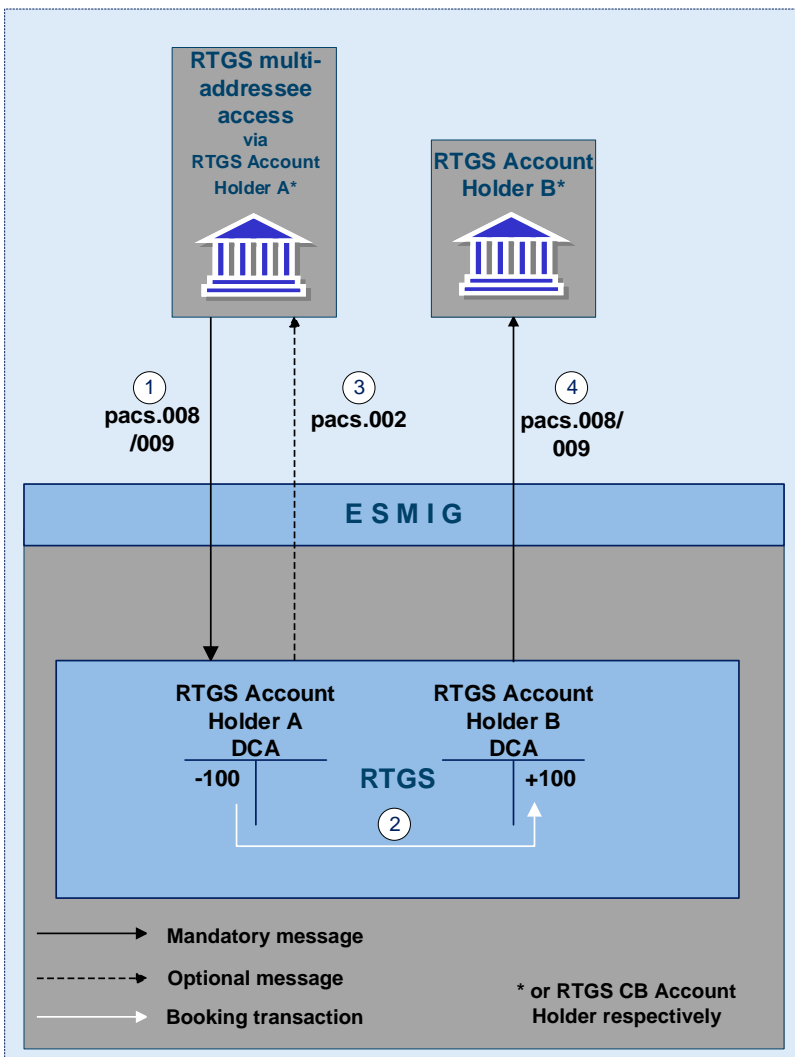 RTGS multi-
addressee
access
via
RTGS Account
Holder A*
RTGS Account
Holder B*
1
pacs.008
/009
3
pacs.002
4
pacs.008/
009
E S M I G
RTGS Account
Holder A
DCA
-100
RTGS Account
Holder B
DCA
+100
RTGS
2
Mandatory message
Optional message
Booking transaction
* or RTGS CB Account
Holder respectively